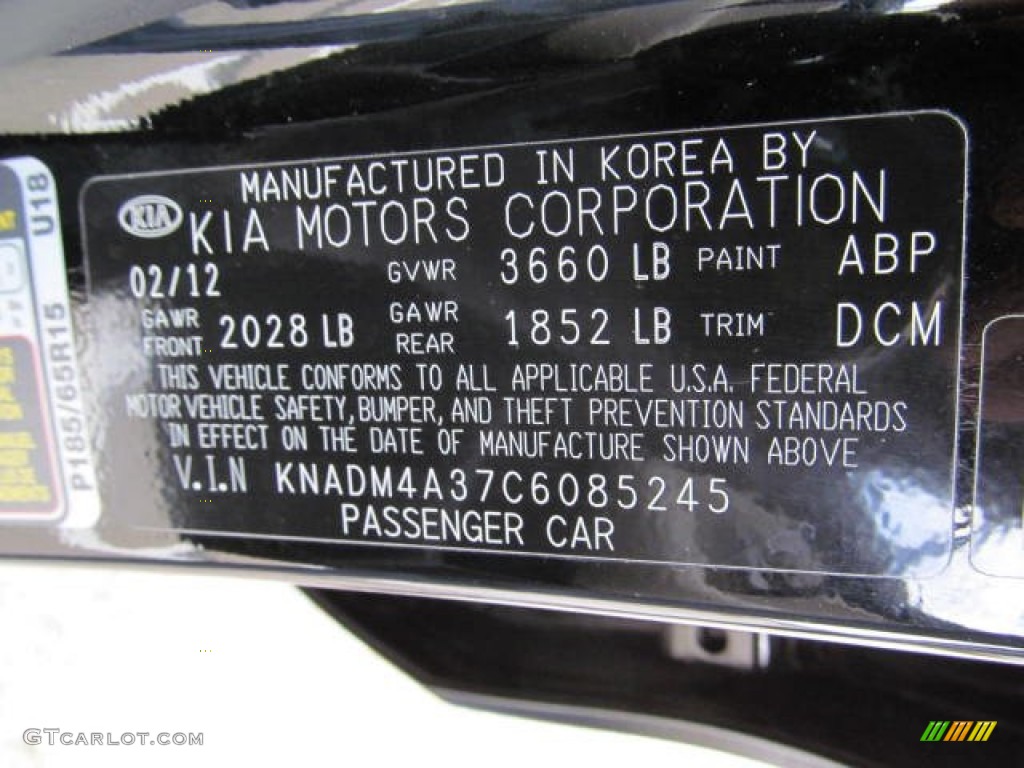 MANUFACTURED IN KOREA BY
KIA KIA MOTORS CORPORATION
02/12 GVWR 3660 LB PAINT ABP
GAWR FRONT 2028 LB GAWR REAR 1852 LB TRIM DCM
THIS VEHICLE CONFORMS TO ALL APPLICABLE U.S.A. FEDERAL
MOTOR VEHICLE SAFETY, BUMPER, AND THEFT PREVENTION STANDARDS
IN EFFECT ON THE DATE OF MANUFACTURE SHOWN ABOVE
V.I.N KNADM4A37C6085245
PASSENGER CAR
U18
P185/65R15
GTCARLOT.COM